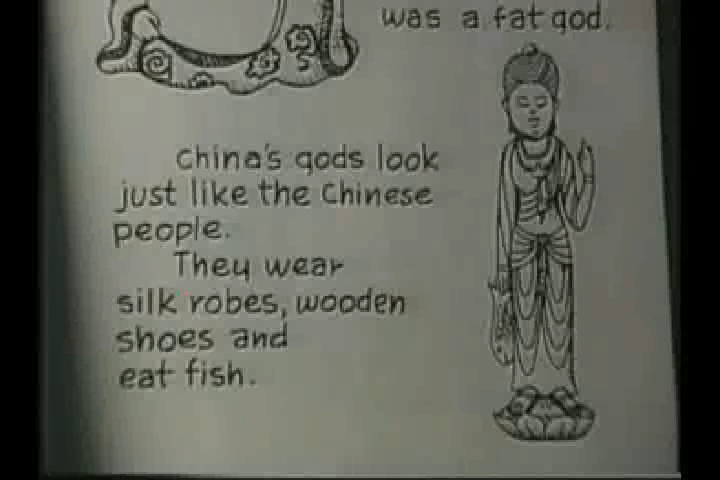 was a fat god.
China's gods look
just like the Chinese
people.
They wear
silk robes, wooden
shoes and
eat fish.